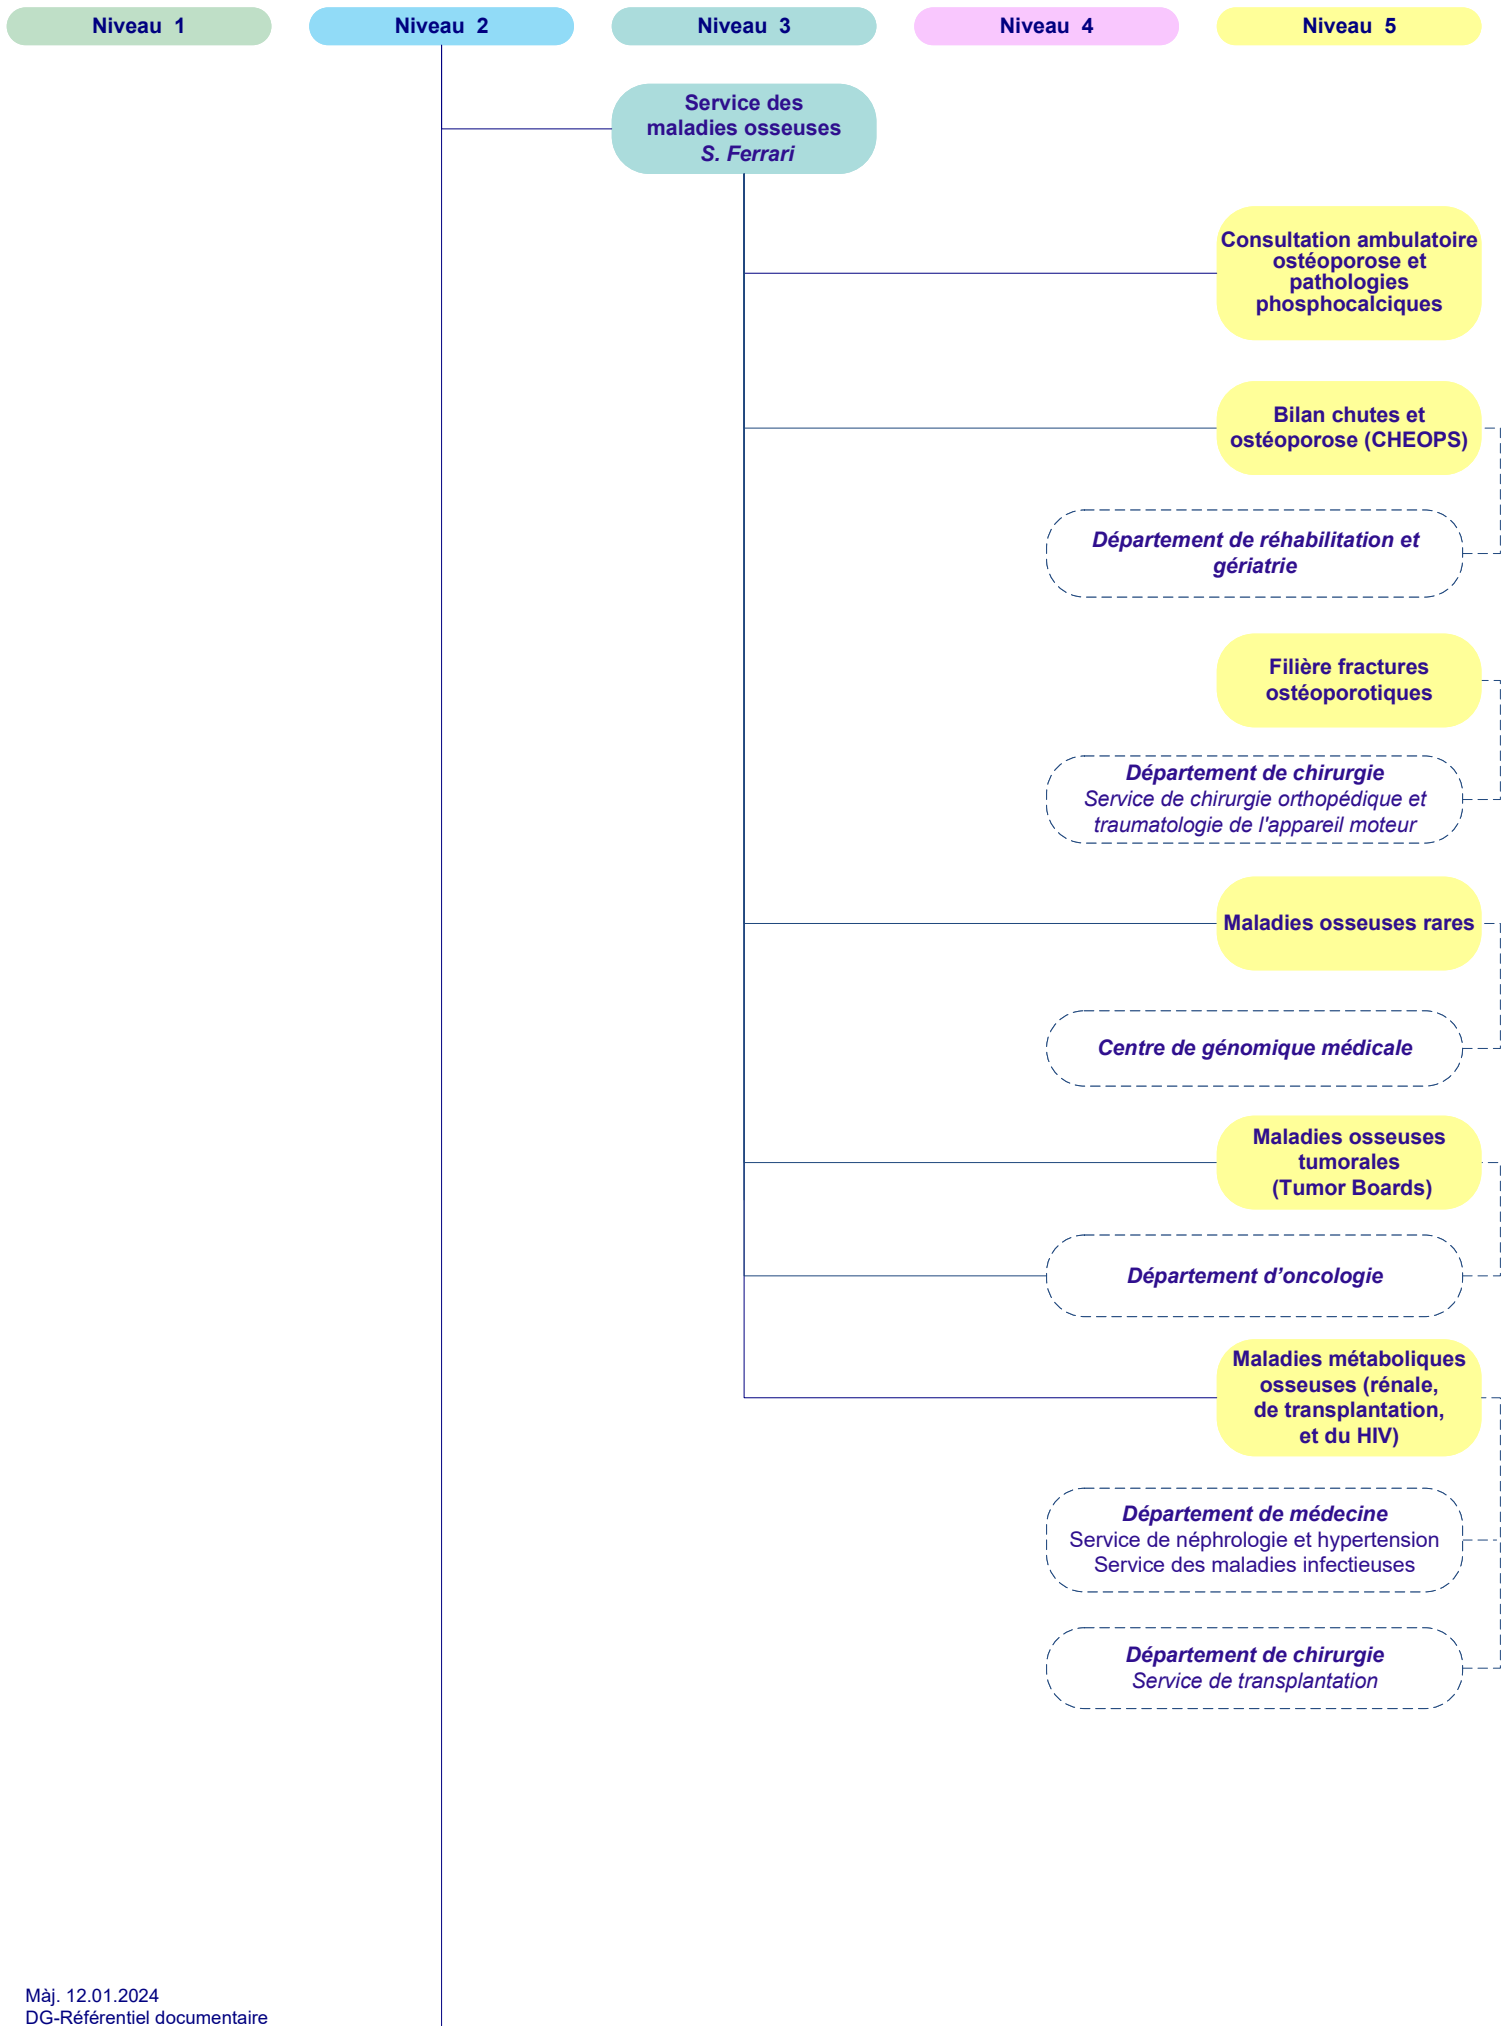 Niveau 1
Niveau 2
Niveau 3
Niveau 4
Niveau 5
Service des
maladies osseuses
S. Ferrari
Consultation ambulatoire
ostéoporose et
pathologies
phosphocalciques
Bilan chutes et
ostéoporose (CHEOPS)
Département de réhabilitation et
gériatrie
Filière fractures
ostéoporotiques
Département de chirurgie
Service de chirurgie orthopédique et
traumatologie de l'appareil moteur
Maladies osseuses rares
Centre de génomique médicale
Maladies osseuses
tumorales
(Tumor Boards)
Département d’oncologie
Maladies métaboliques
osseuses (rénale,
de transplantation,
et du HIV)
Département de médecine
Service de néphrologie et hypertension
Service des maladies infectieuses
Département de chirurgie
Service de transplantation
Màj. 12.01.2024
DG-Référentiel documentaire